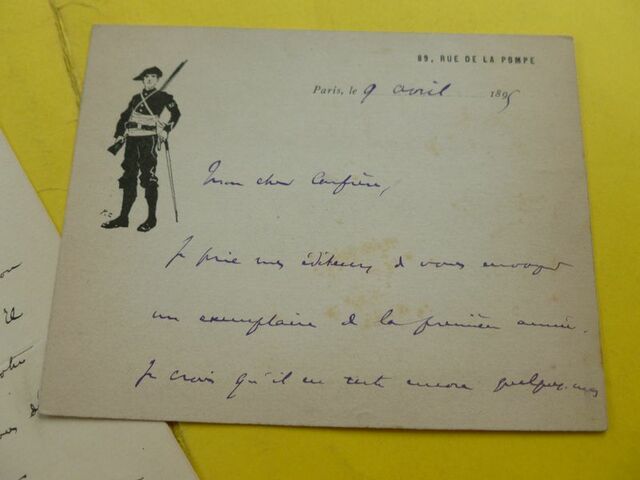 89, RUE DE LA POMPE
Paris, le 9 avril 1895
Mon cher Confrère,
Je prie mes éditeurs de vous envoyer
un exemplaire de la première année.
Je crois qu'il en reste encore quelques-uns